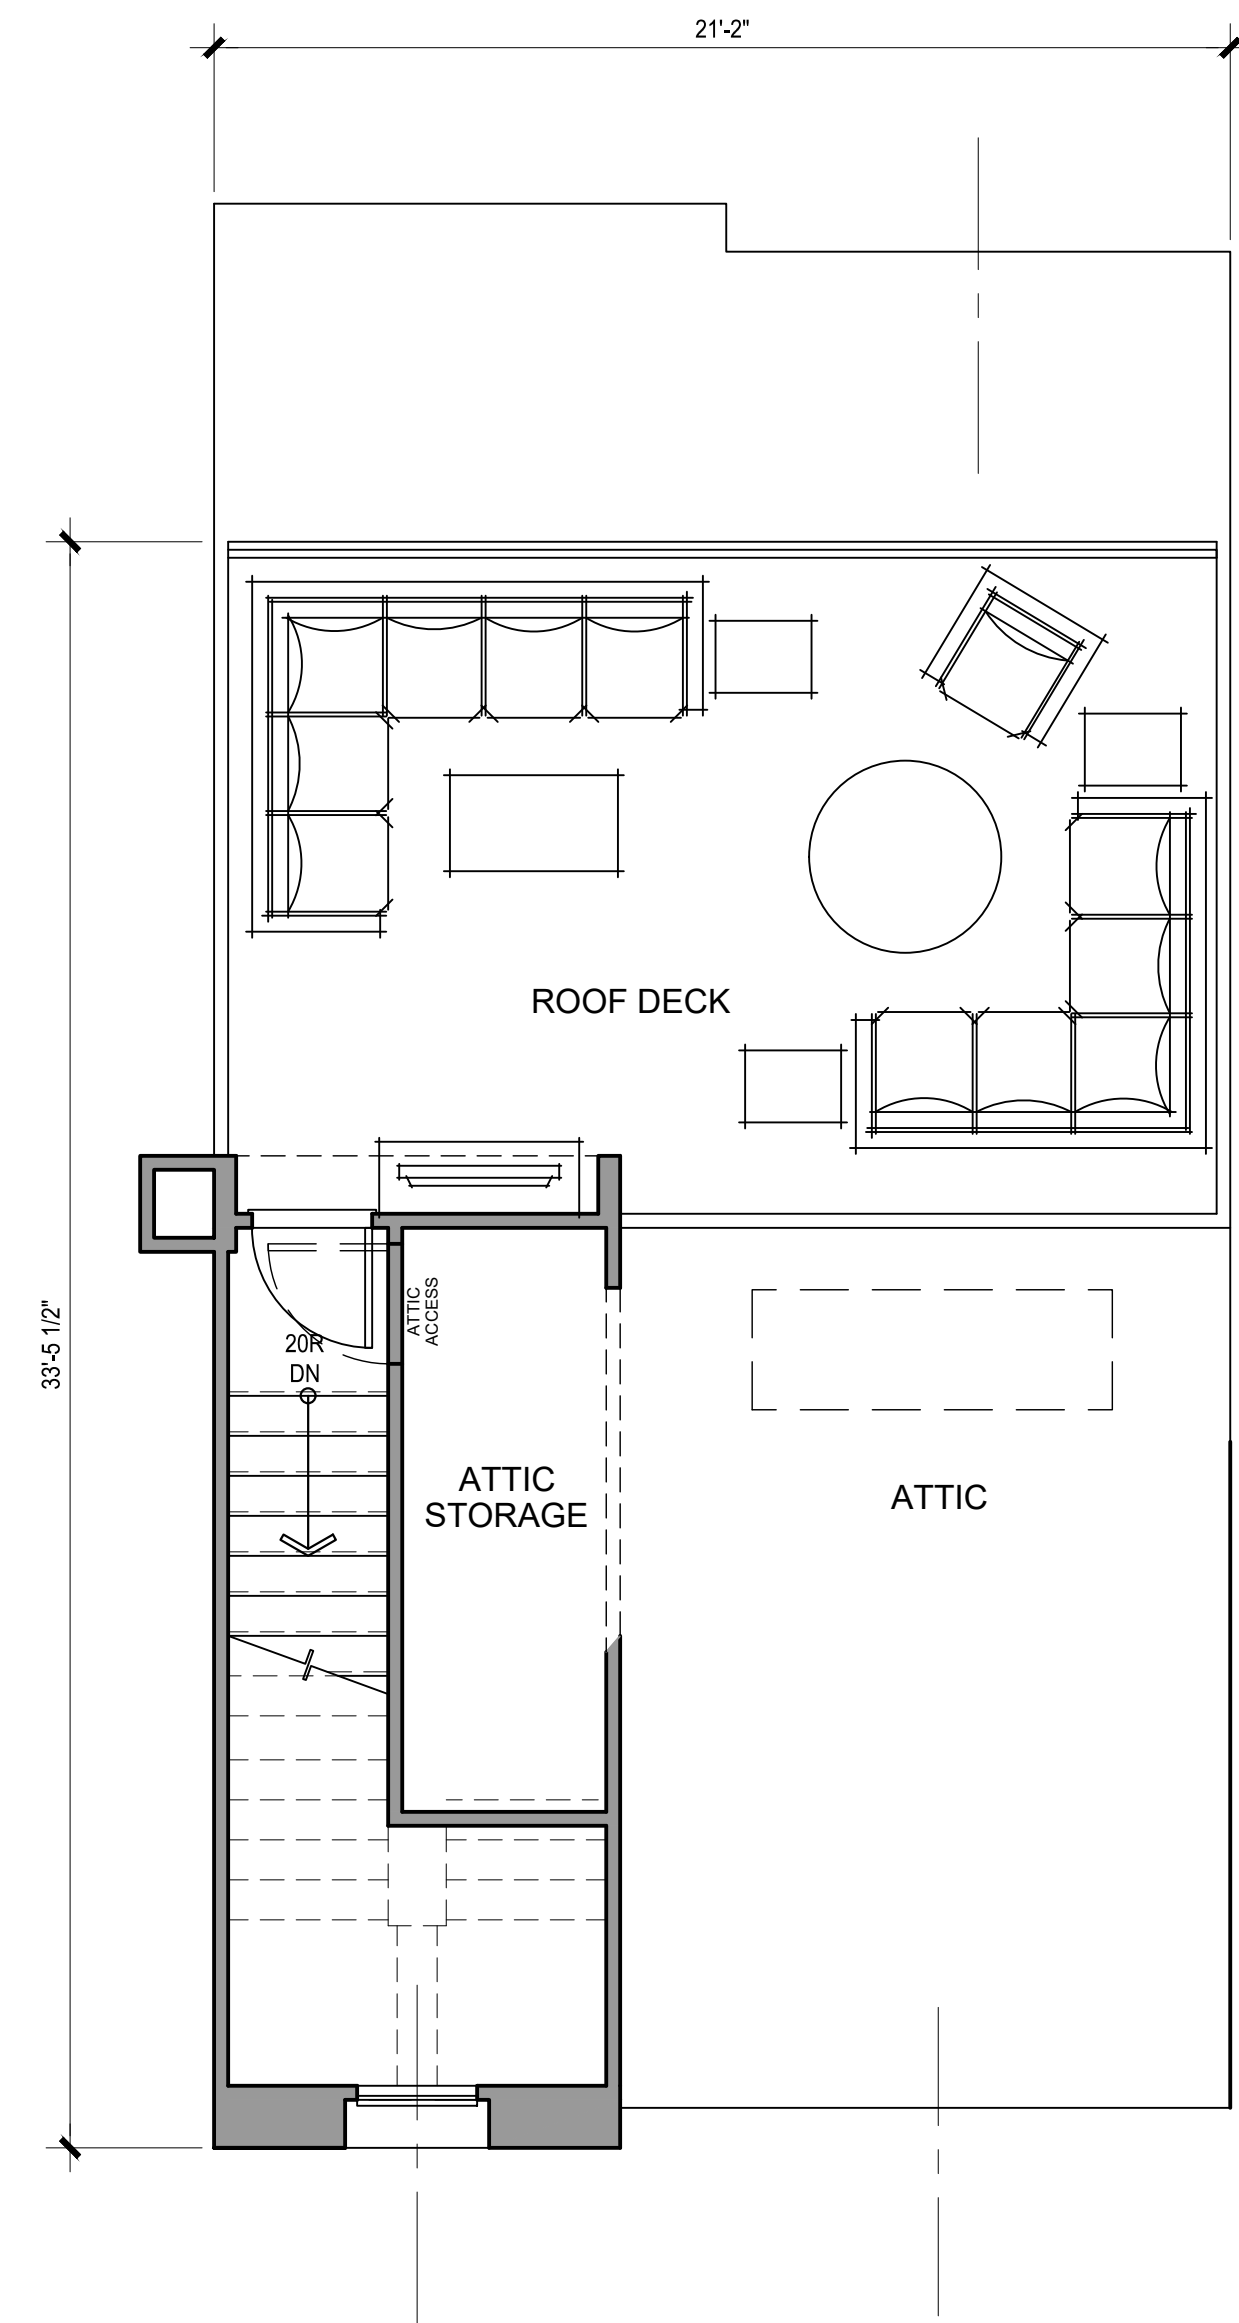 21'-2"
ROOF DECK
33'-5 1/2"
ATTIC
ACCESS
20R
DN
ATTIC
STORAGE
ATTIC